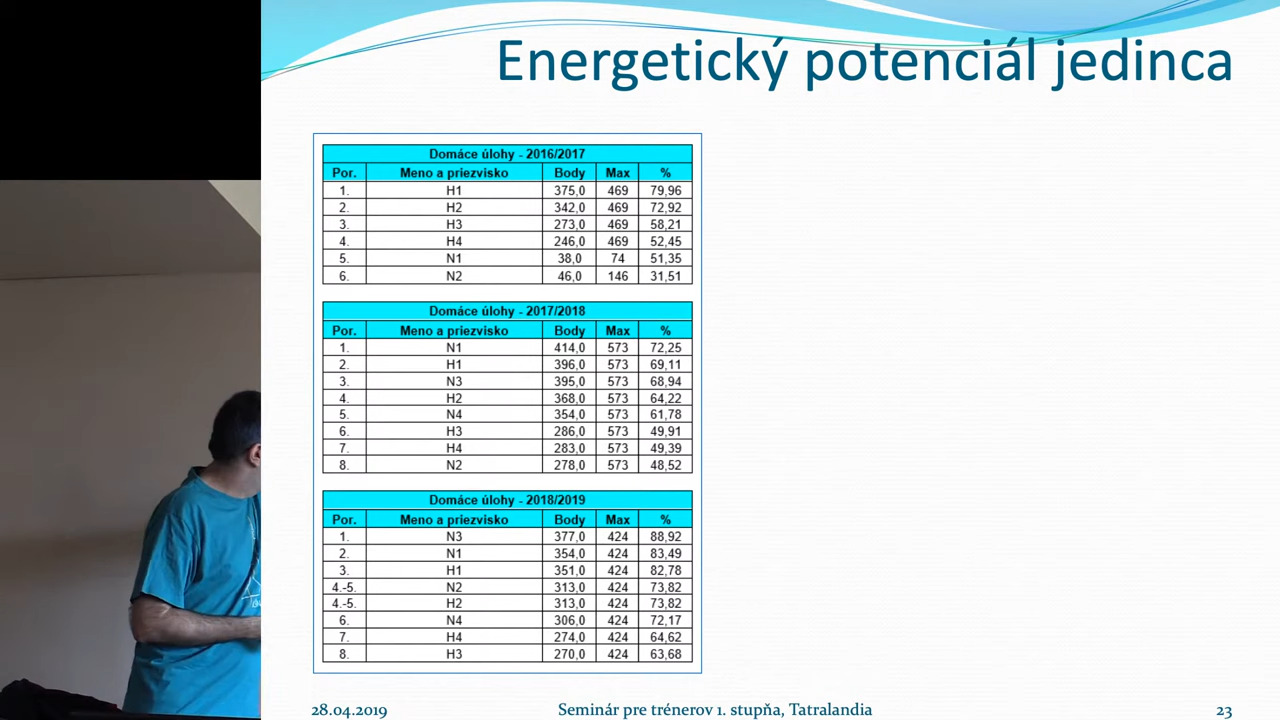 Energetický potenciál jedinca
Domáce úlohy - 2016/2017
Por. Meno a priezvisko Body Max %
1. H1 375,0 469 79,96
2. H2 342,0 469 72,92
3. H3 273,0 469 58,21
4. H4 246,0 469 52,45
5. N1 38,0 74 51,35
6. N2 46,0 146 31,51
Domáce úlohy - 2017/2018
Por. Meno a priezvisko Body Max %
1. N1 414,0 573 72,25
2. H1 396,0 573 69,11
3. N3 395,0 573 68,94
4. H2 368,0 573 64,22
5. N4 354,0 573 61,78
6. H3 286,0 573 49,91
7. H4 283,0 573 49,39
8. N2 278,0 573 48,52
Domáce úlohy - 2018/2019
Por. Meno a priezvisko Body Max %
1. N3 377,0 424 88,92
2. N1 354,0 424 83,49
3. H1 351,0 424 82,78
4.-5. N2 313,0 424 73,82
4.-5. H2 313,0 424 73,82
6. N4 306,0 424 72,17
7. H4 274,0 424 64,62
8. H3 270,0 424 63,68
28.04.2019 Seminár pre trénerov 1. stupňa, Tatralandia 23